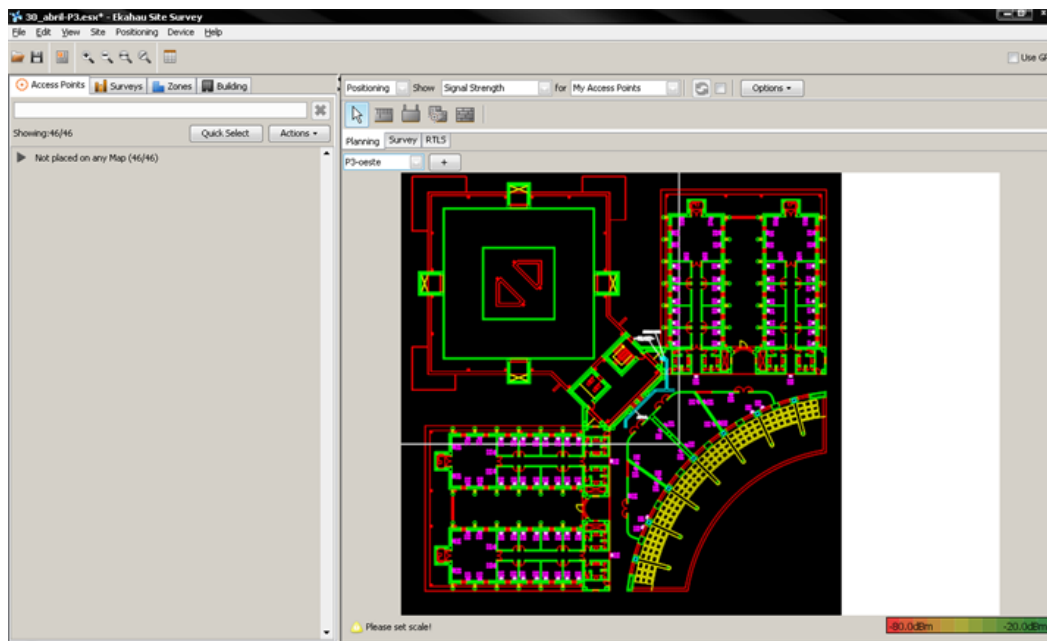 30_abril-P3.esx* - Ekahau Site Survey
File Edit View Site Positioning Device Help
Use GP
Access Points Surveys Zones Building
Positioning Show Signal Strength for My Access Points Options
Showing:46/46 Quick Select Actions
Planning Survey RTLS
Not placed on any Map (46/46)
P3-oeste +
Please set scale!
-80.0dBm -20.0dBm